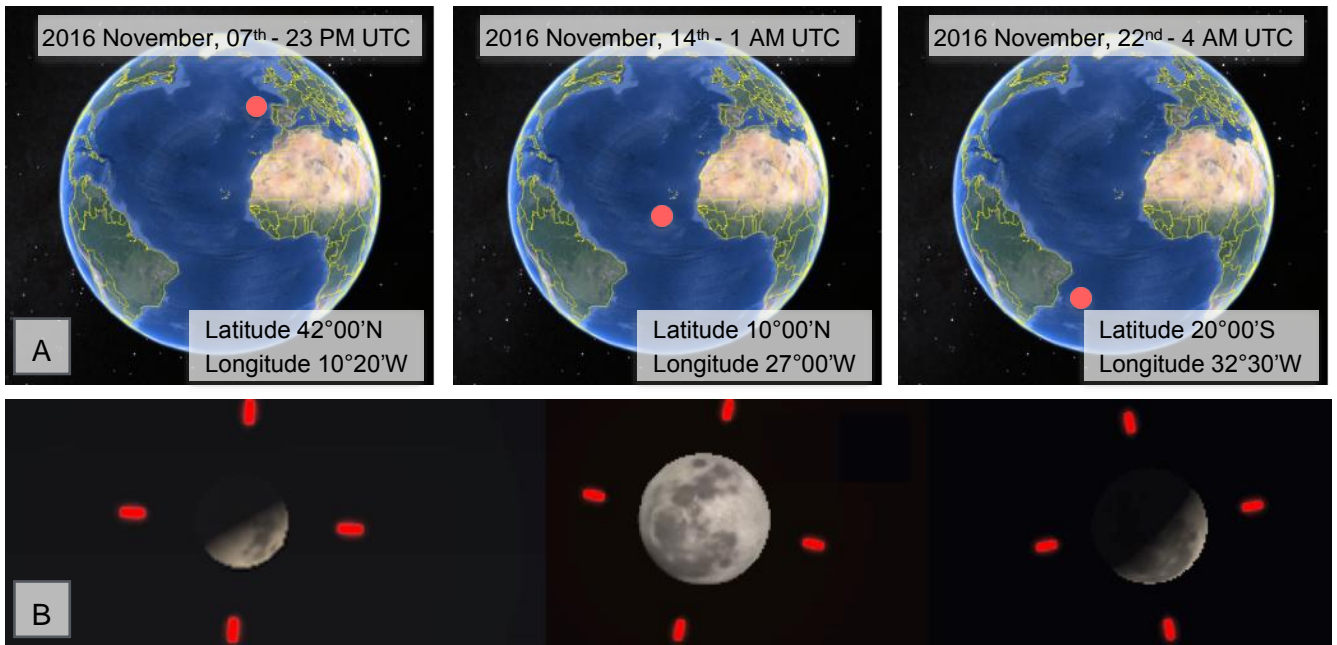 2016 November, 07th - 23 PM UTC
2016 November, 14th - 1 AM UTC
2016 November, 22nd - 4 AM UTC
A
Latitude 42°00’N
Longitude 10°20’W
Latitude 10°00’N
Longitude 27°00’W
Latitude 20°00’S
Longitude 32°30’W
B